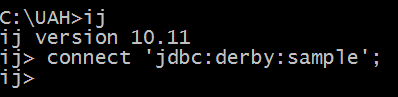 C:\UAH>ij
ij version 10.11
ij> connect 'jdbc:derby:sample';
ij>